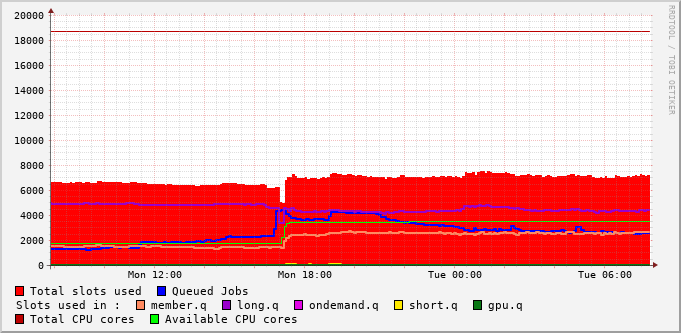 20000
18000
16000
14000
12000
10000
8000
6000
4000
2000
0
Mon 12:00 Mon 18:00 Tue 00:00 Tue 06:00
Total slots used Queued Jobs
Slots used in : member.q long.q ondemand.q short.q gpu.q
Total CPU cores Available CPU cores
RRDTOOL / TOBI OETIKER